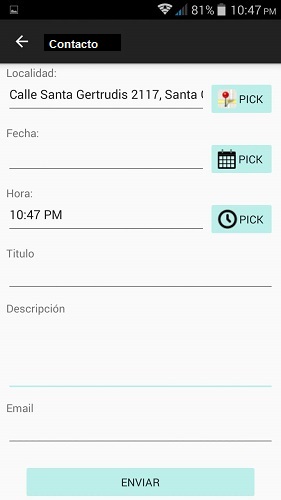 81% 10:47 PM
Contacto
Localidad:
Calle Santa Gertrudis 2117, Santa
PICK
Fecha:
PICK
Hora:
10:47 PM
PICK
Titulo
Descripción
Email
ENVIAR